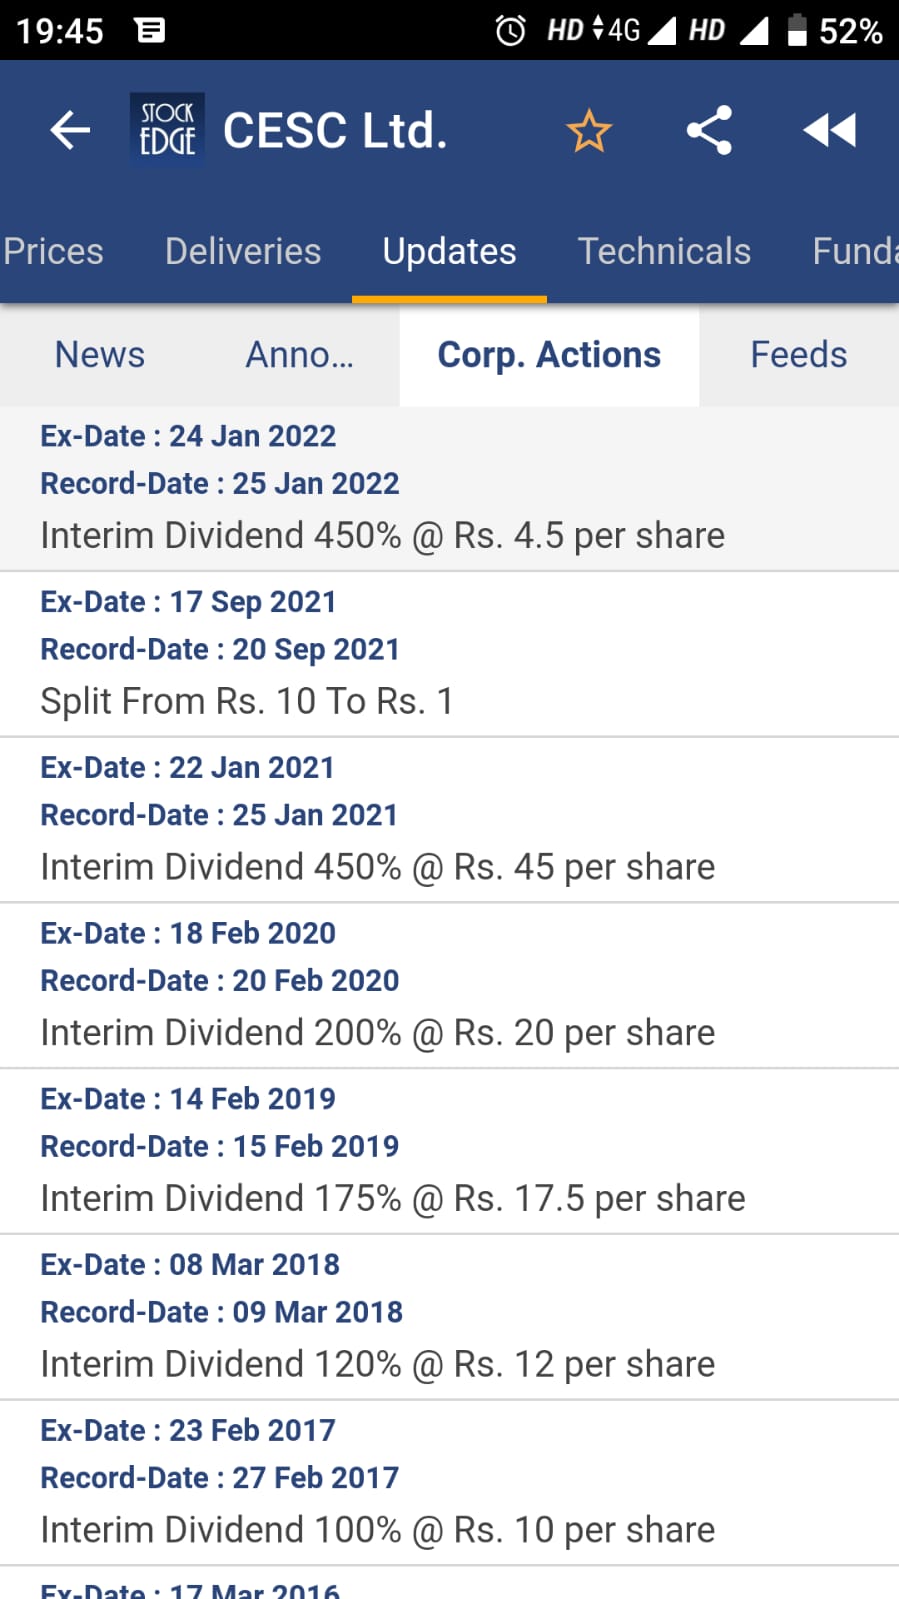 19:45 HD 4G HD 52%
STOCK EDGE CESC Ltd.
Prices Deliveries Updates Technicals Funda
News Anno... Corp. Actions Feeds
Ex-Date : 24 Jan 2022
Record-Date : 25 Jan 2022
Interim Dividend 450% @ Rs. 4.5 per share
Ex-Date : 17 Sep 2021
Record-Date : 20 Sep 2021
Split From Rs. 10 To Rs. 1
Ex-Date : 22 Jan 2021
Record-Date : 25 Jan 2021
Interim Dividend 450% @ Rs. 45 per share
Ex-Date : 18 Feb 2020
Record-Date : 20 Feb 2020
Interim Dividend 200% @ Rs. 20 per share
Ex-Date : 14 Feb 2019
Record-Date : 15 Feb 2019
Interim Dividend 175% @ Rs. 17.5 per share
Ex-Date : 08 Mar 2018
Record-Date : 09 Mar 2018
Interim Dividend 120% @ Rs. 12 per share
Ex-Date : 23 Feb 2017
Record-Date : 27 Feb 2017
Interim Dividend 100% @ Rs. 10 per share
Ex-Date : 17 Mar 2016